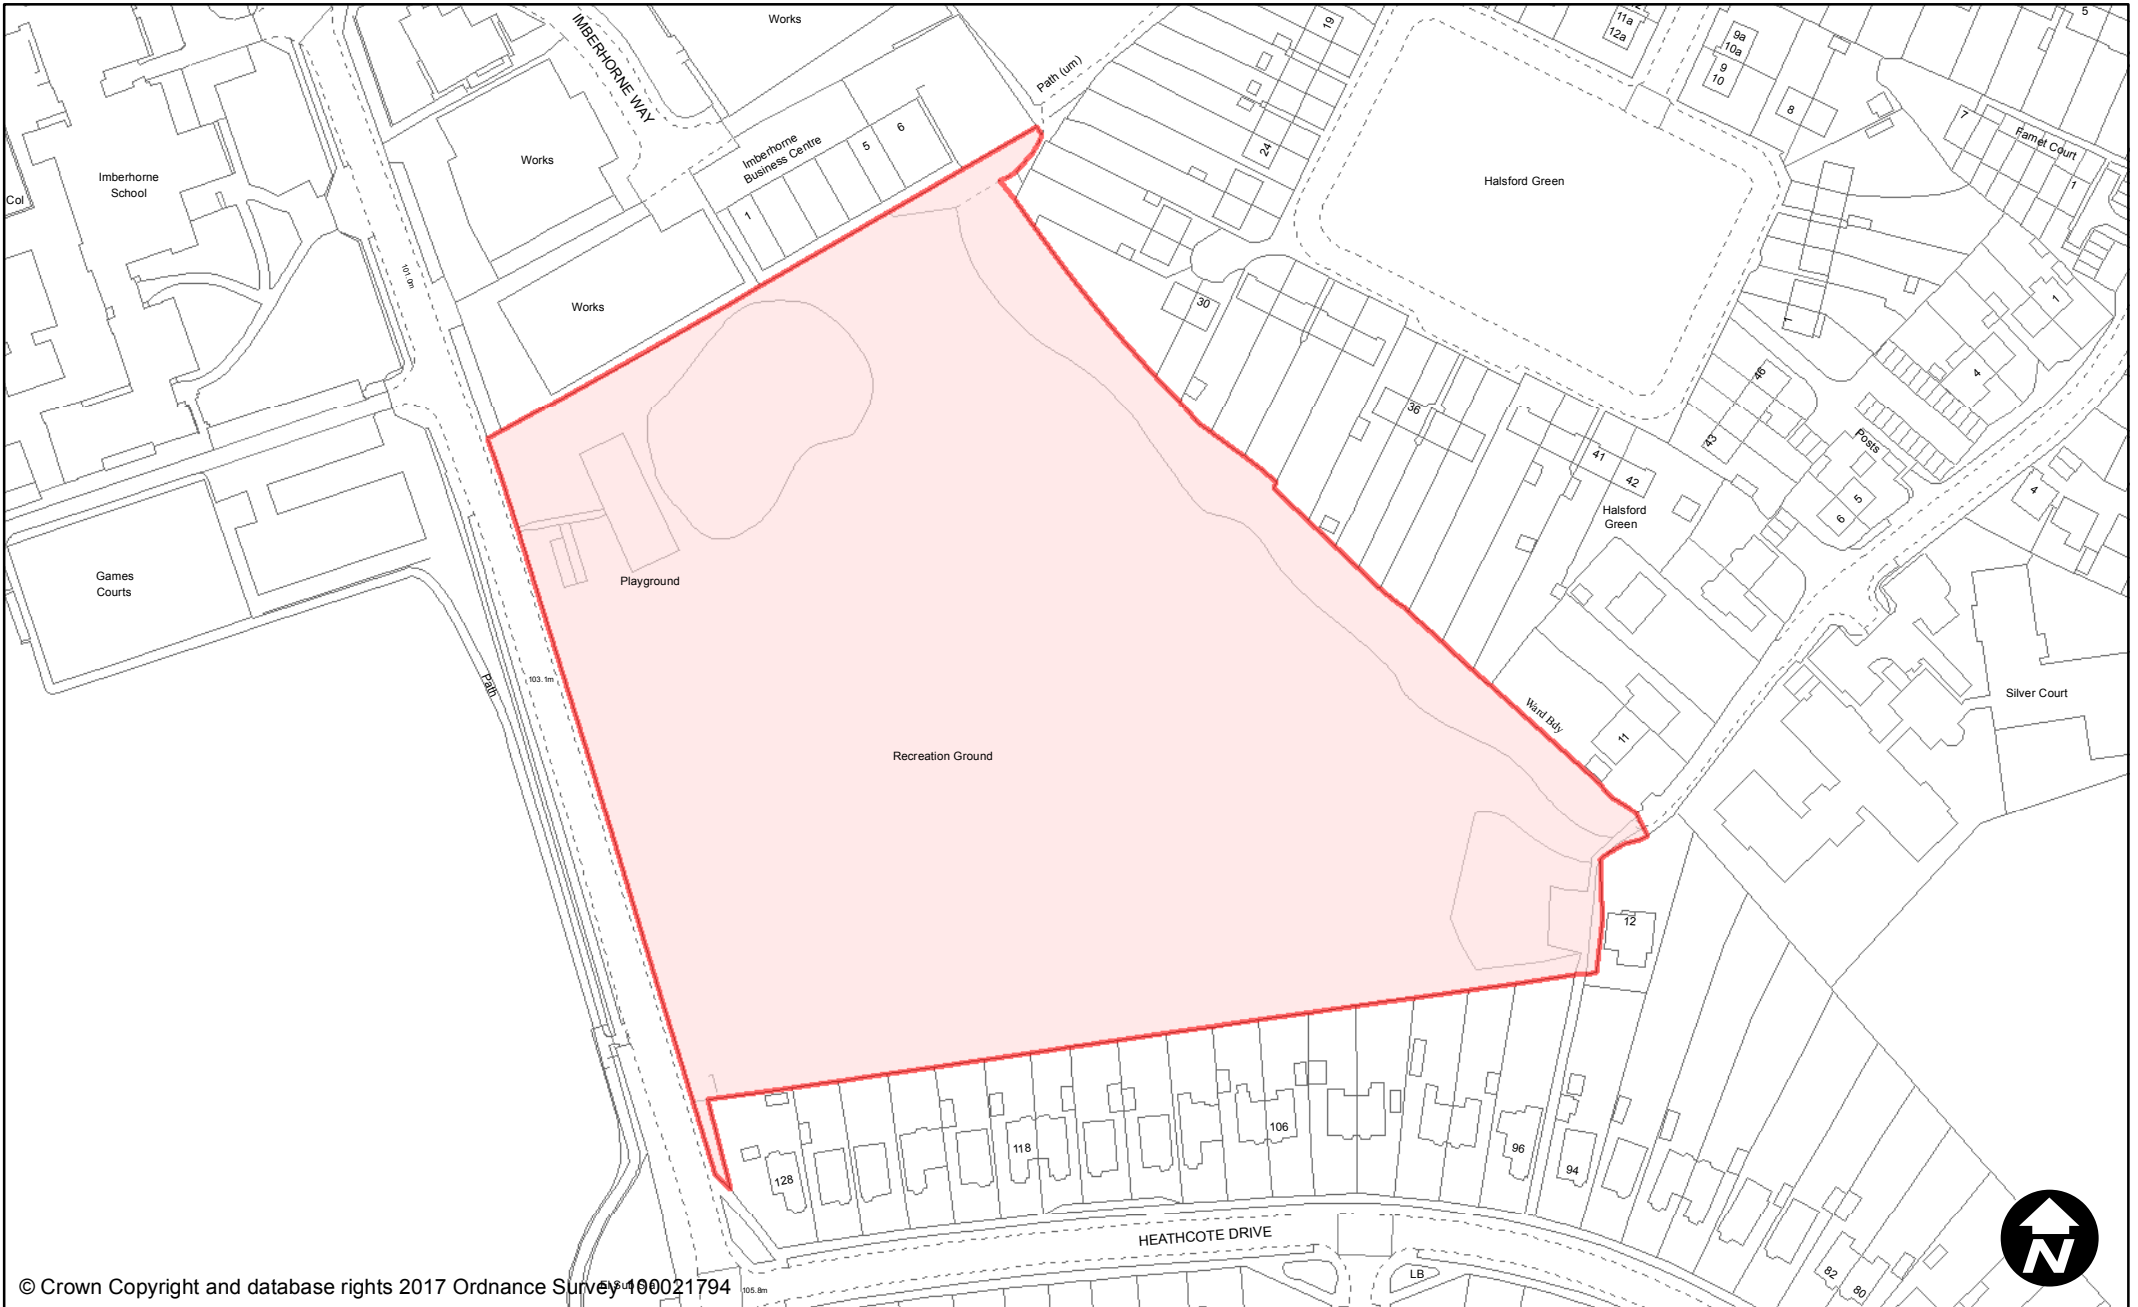 Works
IMBERHORNE WAY
Path (um)
19
11a
12a
9a
10a
9
10
8
5
7
Famet Court
1
Imberhorne
School
Col
Works
Imberhorne
Business Centre
1
5
6
24
Halsford Green
101.0m
Works
30
1
1
4
36
46
43
41
42
Posts
5
6
4
Halsford
Green
Games
Courts
Playground
Path
103.1m
Recreation Ground
Ward Bdy
11
Silver Court
12
128
118
106
96
94
HEATHCOTE DRIVE
LB
82
80
105.8m
N
© Crown Copyright and database rights 2017 Ordnance Survey 100021794